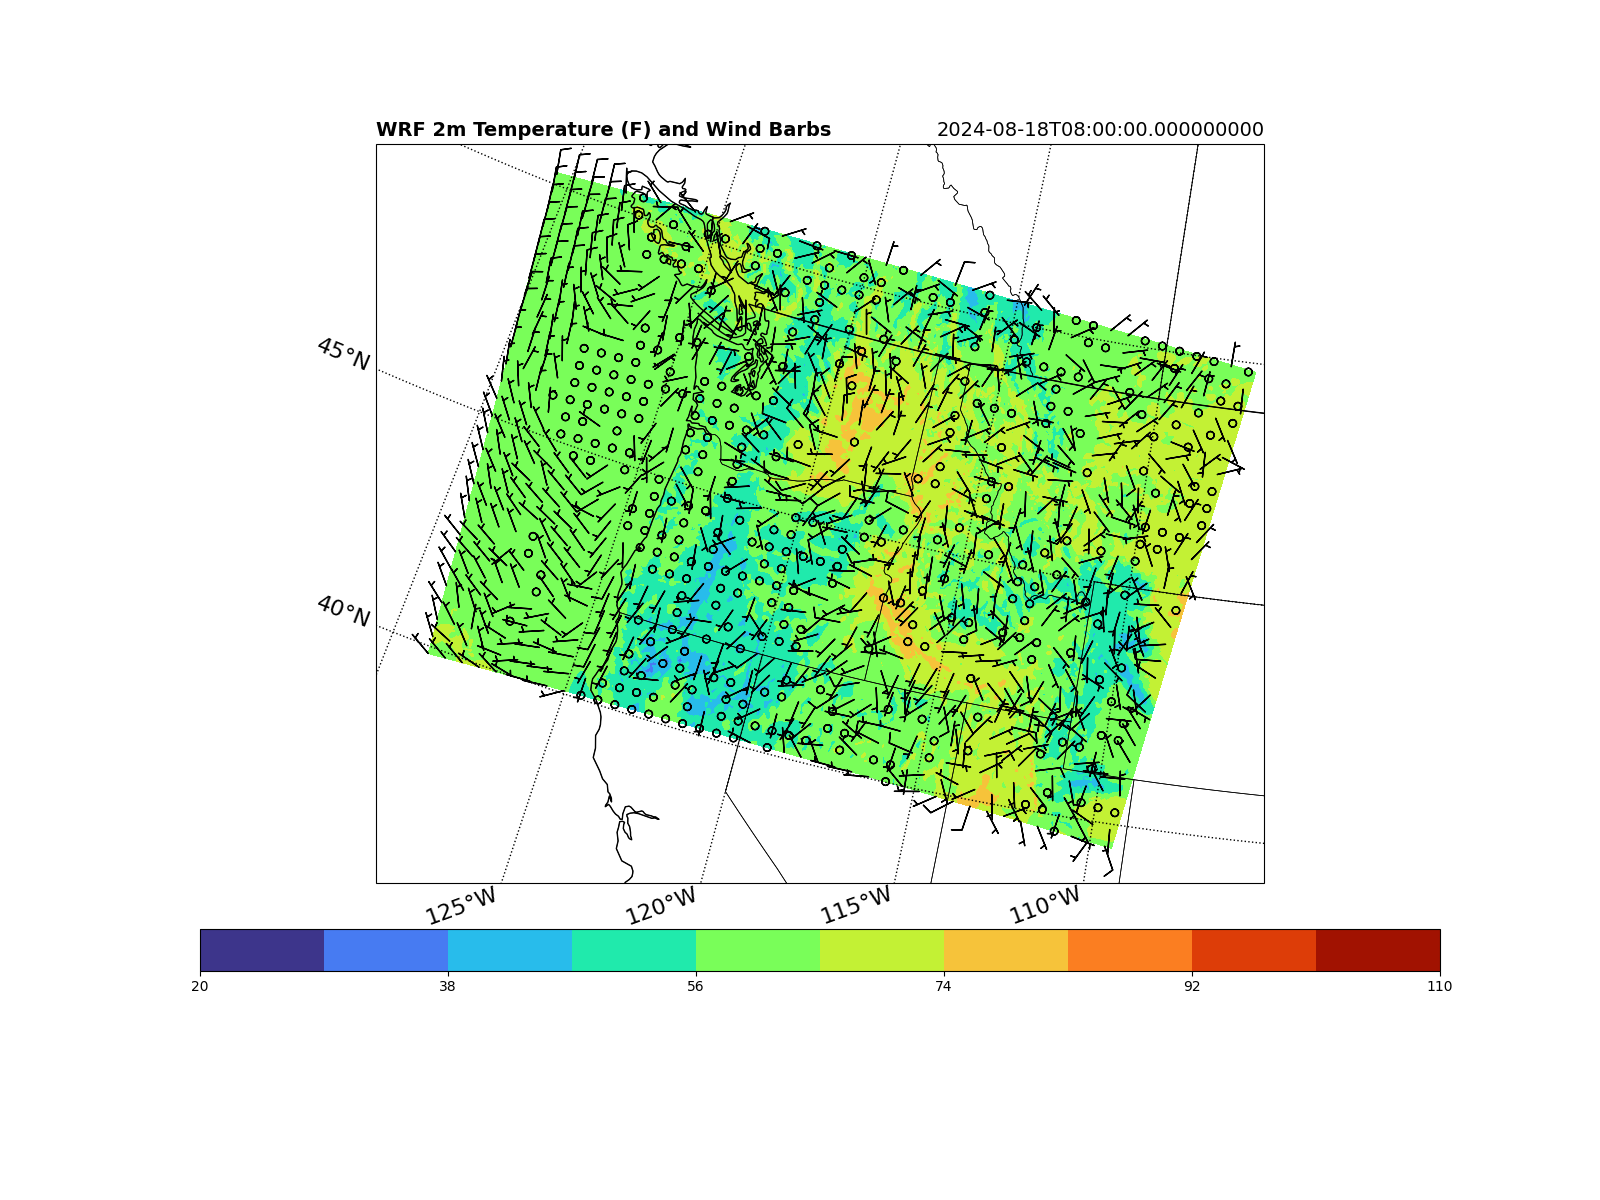 WRF 2m Temperature (F) and Wind Barbs 2024-08-18T08:00:00.000000000
45°N
40°N
125°W 120°W 115°W 110°W
20 38 56 74 92 110